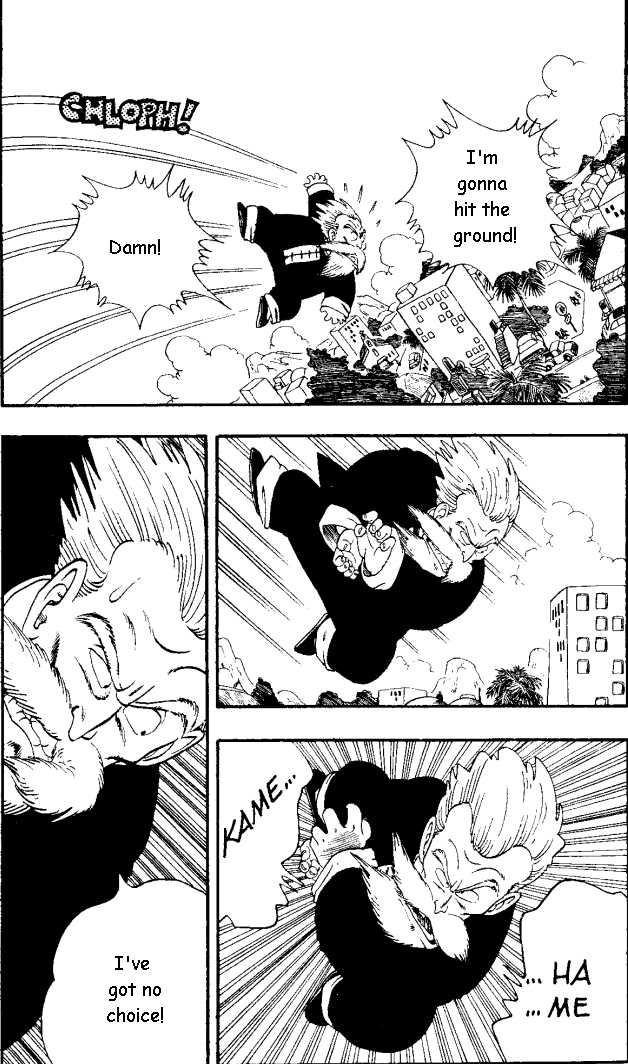 CHLOPH!
Damn!
I'm
gonna
hit the
ground!
I've
got no
choice!
KAME...
... HA
... ME